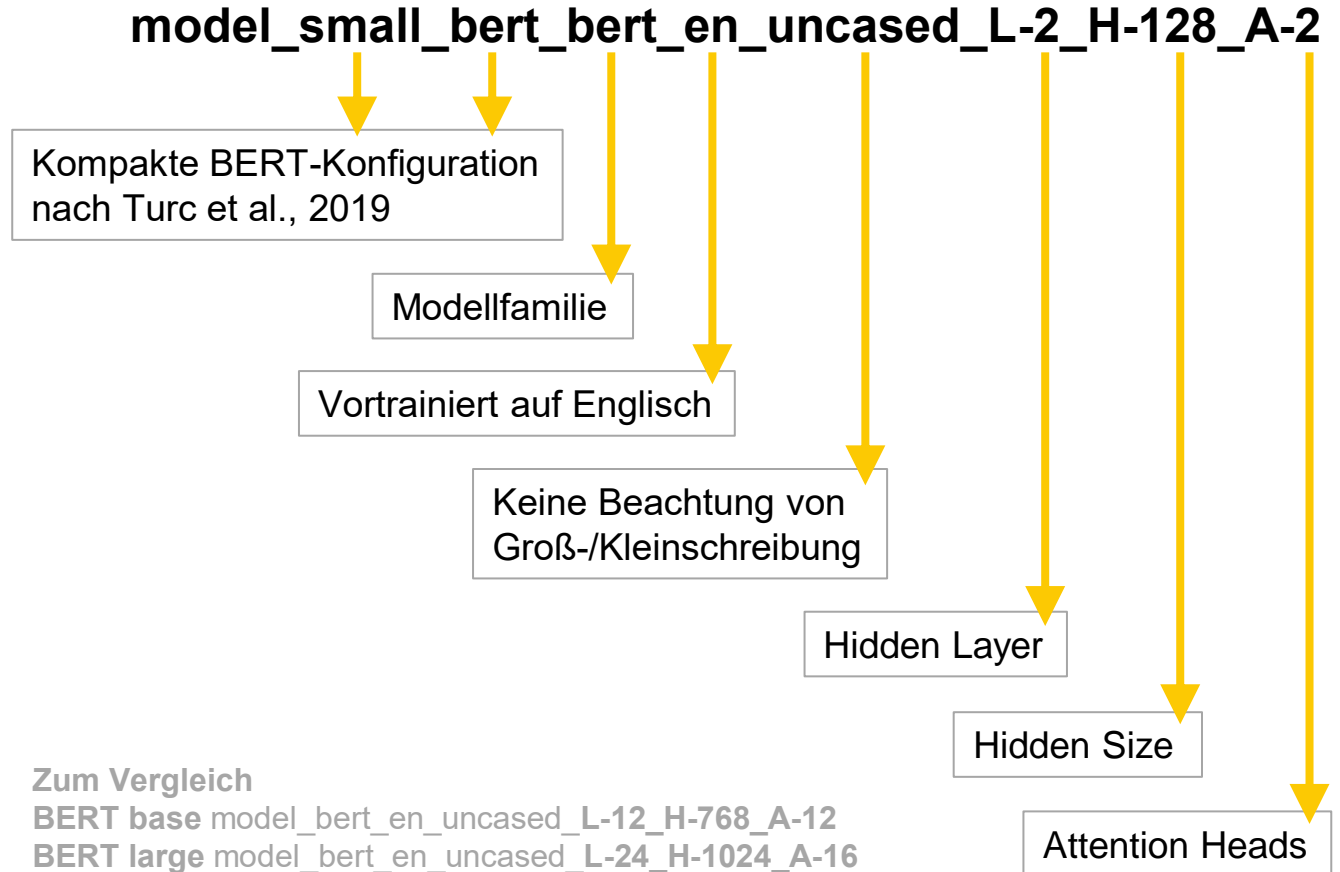 model_small_bert_bert_en_uncased_L-2_H-128_A-2
Kompakte BERT-Konfiguration
nach Turc et al., 2019
Modellfamilie
Vortrainiert auf Englisch
Keine Beachtung von
Groß-/Kleinschreibung
Hidden Layer
Hidden Size
Attention Heads
Zum Vergleich
BERT base model_bert_en_uncased_L-12_H-768_A-12
BERT large model_bert_en_uncased_L-24_H-1024_A-16